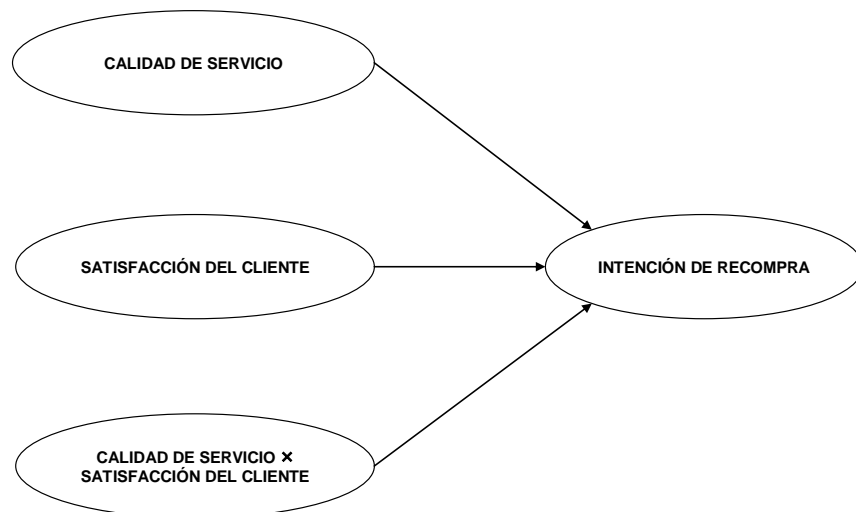 CALIDAD DE SERVICIO
SATISFACCIÓN DEL CLIENTE
INTENCIÓN DE RECOMPRA
CALIDAD DE SERVICIO ×
SATISFACCIÓN DEL CLIENTE